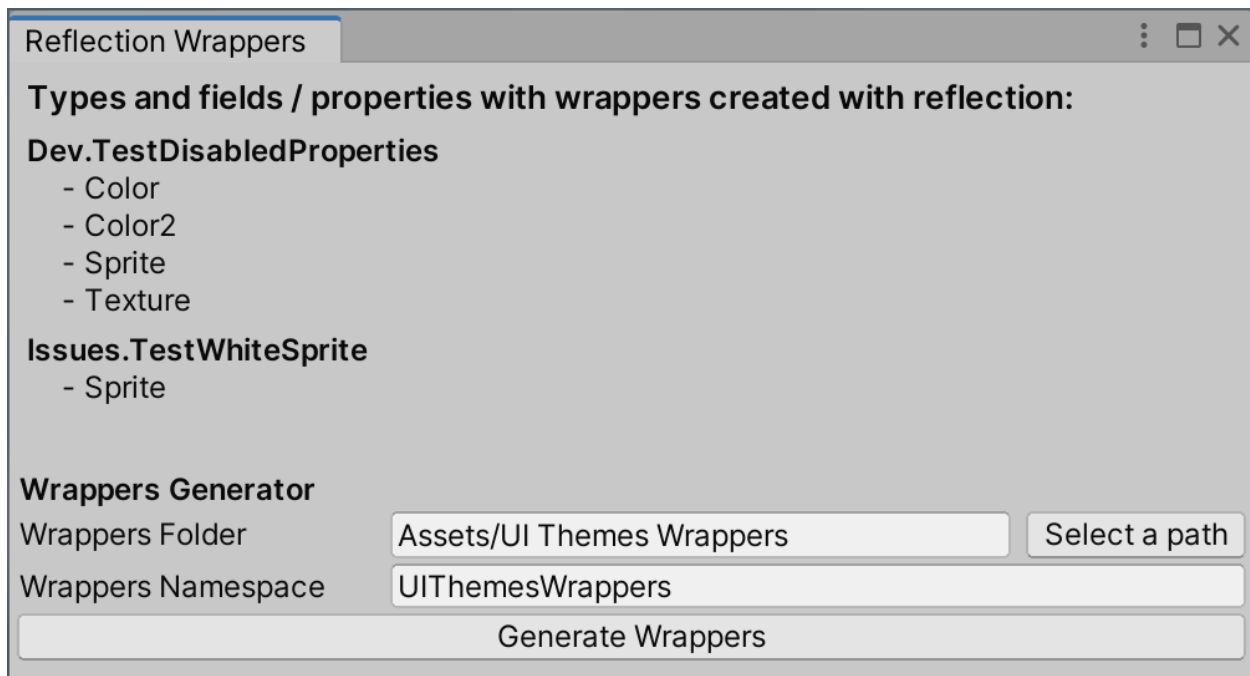 Reflection Wrappers
Types and fields / properties with wrappers created with reflection:
Dev.TestDisabledProperties
- Color
- Color2
- Sprite
- Texture
Issues.TestWhiteSprite
- Sprite
Wrappers Generator
Wrappers Folder Assets/UI Themes Wrappers Select a path
Wrappers Namespace UIThemesWrappers
Generate Wrappers